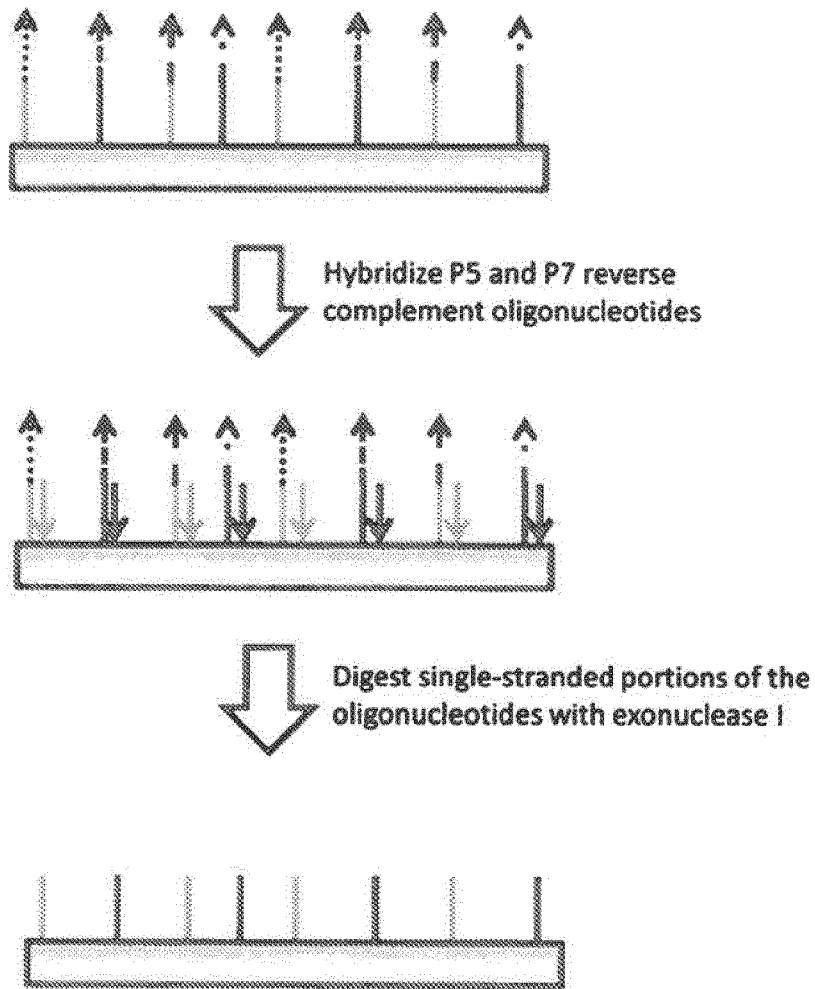 Hybridize P5 and P7 reverse
complement oligonucleotides
Digest single-stranded portions of the
oligonucleotides with exonuclease I